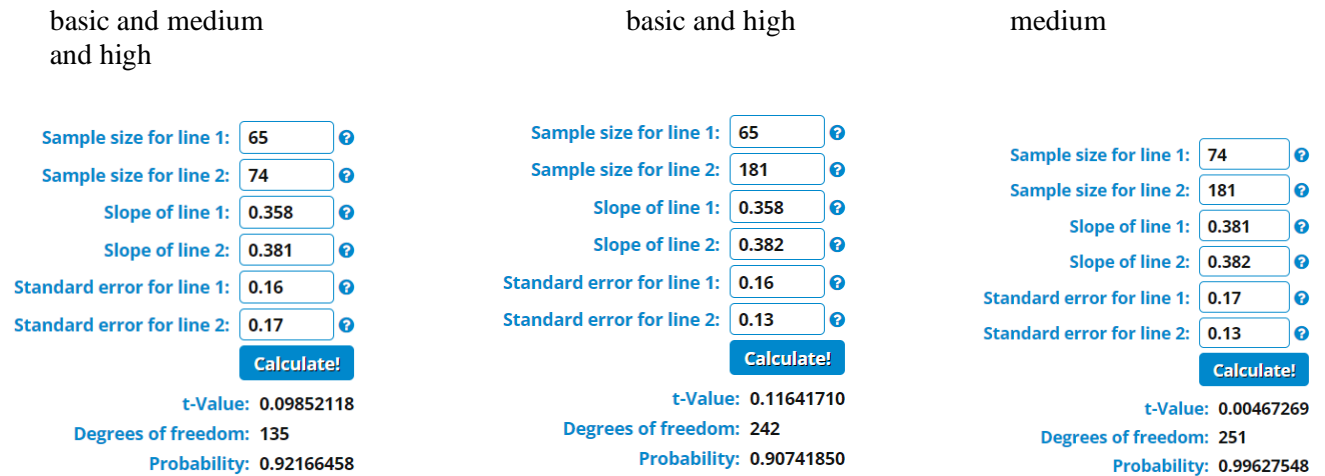 basic and medium
and high
Sample size for line 1: 65
Sample size for line 2: 74
Slope of line 1: 0.358
Slope of line 2: 0.381
Standard error for line 1: 0.16
Standard error for line 2: 0.17
Calculate!
t-Value: 0.09852118
Degrees of freedom: 135
Probability: 0.92166458
basic and high
Sample size for line 1: 65
Sample size for line 2: 181
Slope of line 1: 0.358
Slope of line 2: 0.382
Standard error for line 1: 0.16
Standard error for line 2: 0.13
Calculate!
t-Value: 0.11641710
Degrees of freedom: 242
Probability: 0.90741850
medium
Sample size for line 1: 74
Sample size for line 2: 181
Slope of line 1: 0.381
Slope of line 2: 0.382
Standard error for line 1: 0.17
Standard error for line 2: 0.13
Calculate!
t-Value: 0.00467269
Degrees of freedom: 251
Probability: 0.99627548